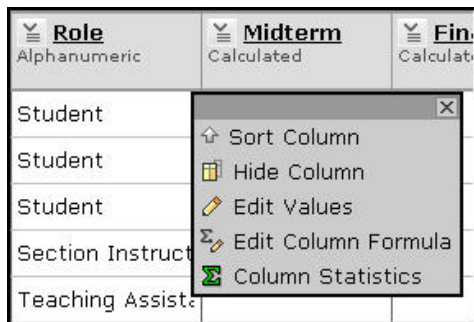 Role Midterm Fin
Alphanumeric Calculated Calculat
Student
Sort Column
Student
Hide Column
Student
Edit Values
Section Instruct
Edit Column Formula
Column Statistics
Teaching Assist